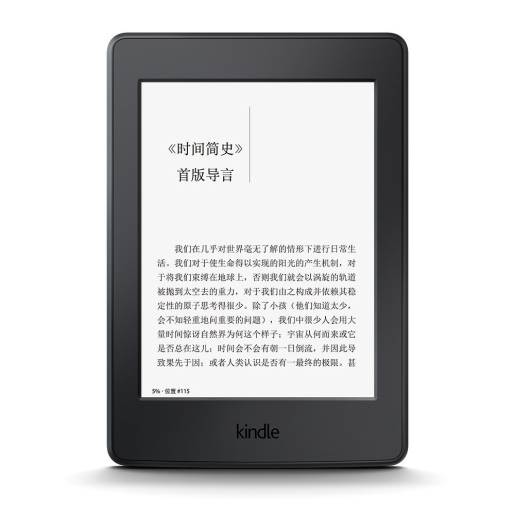 《时间简史》
首版导言
我们在几乎对世界毫无了解的情形下进行日常生
活。我们对于使生命得以实现的阳光的产生机制，对
于将我们束缚在地球上，否则我们就会以涡旋的轨道
被抛到太空去的重力，对于我们由之构成并依赖其稳
定性的原子思考得很少。除了小孩（他们知道太少，
会不知轻重地问重要的问题），我们中很少人会用大
量时间惊讶自然界为何这个样子；宇宙从何而来或它
是否总在这儿；时间会不会有朝一日倒流，并因此导
致果先于因；或者人类认识是否有一最终的极限。甚
5% · 位置 #115
kindle